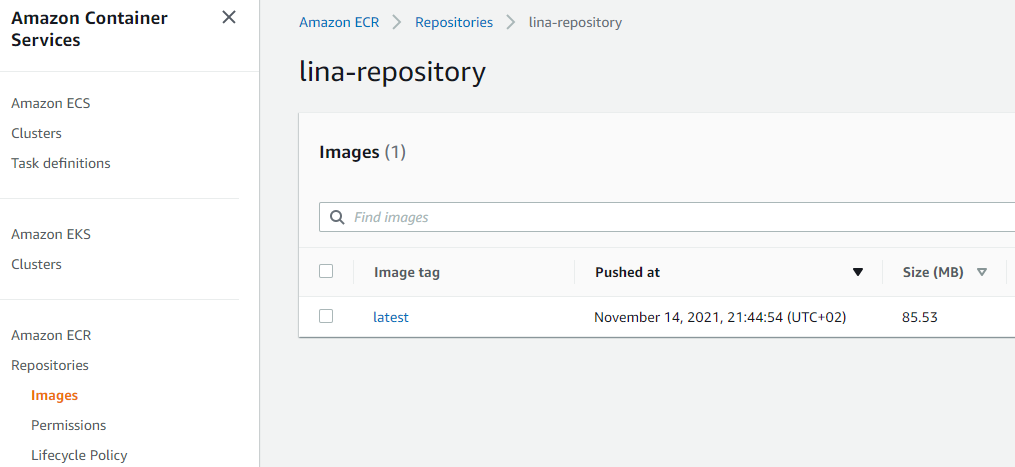 Amazon Container
Services
Amazon ECS
Clusters
Task definitions
Amazon EKS
Clusters
Amazon ECR
Repositories
Images
Permissions
Lifecycle Policy
Amazon ECR > Repositories > lina-repository
lina-repository
Images (1)
Find images
Image tag Pushed at Size (MB)
latest November 14, 2021, 21:44:54 (UTC+02) 85.53